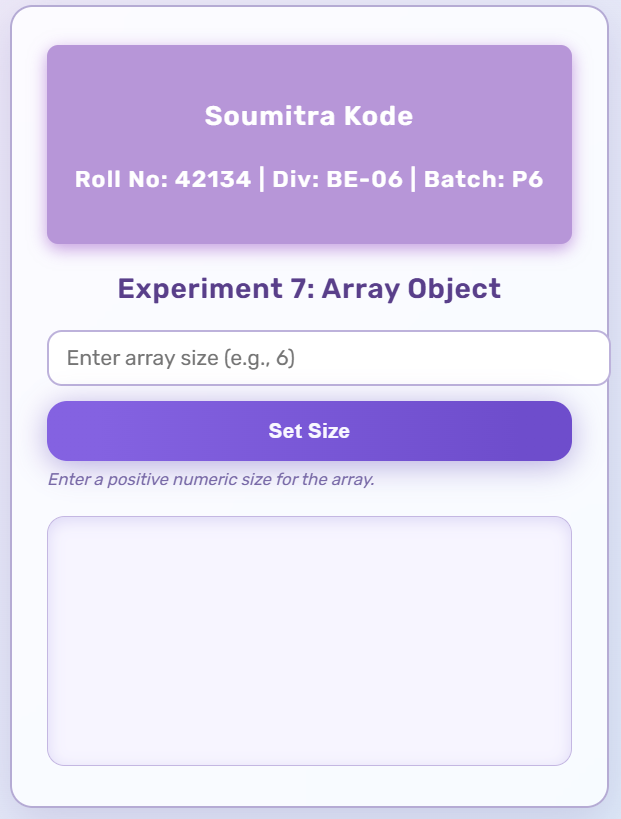 Soumitra Kode
Roll No: 42134 | Div: BE-06 | Batch: P6
Experiment 7: Array Object
Enter array size (e.g., 6)
Set Size
Enter a positive numeric size for the array.